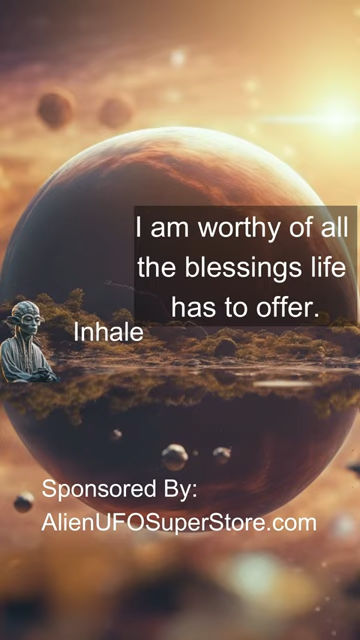 I am worthy of all
the blessings life
has to offer.
Inhale
Sponsored By:
AlienUFOSuperStore.com